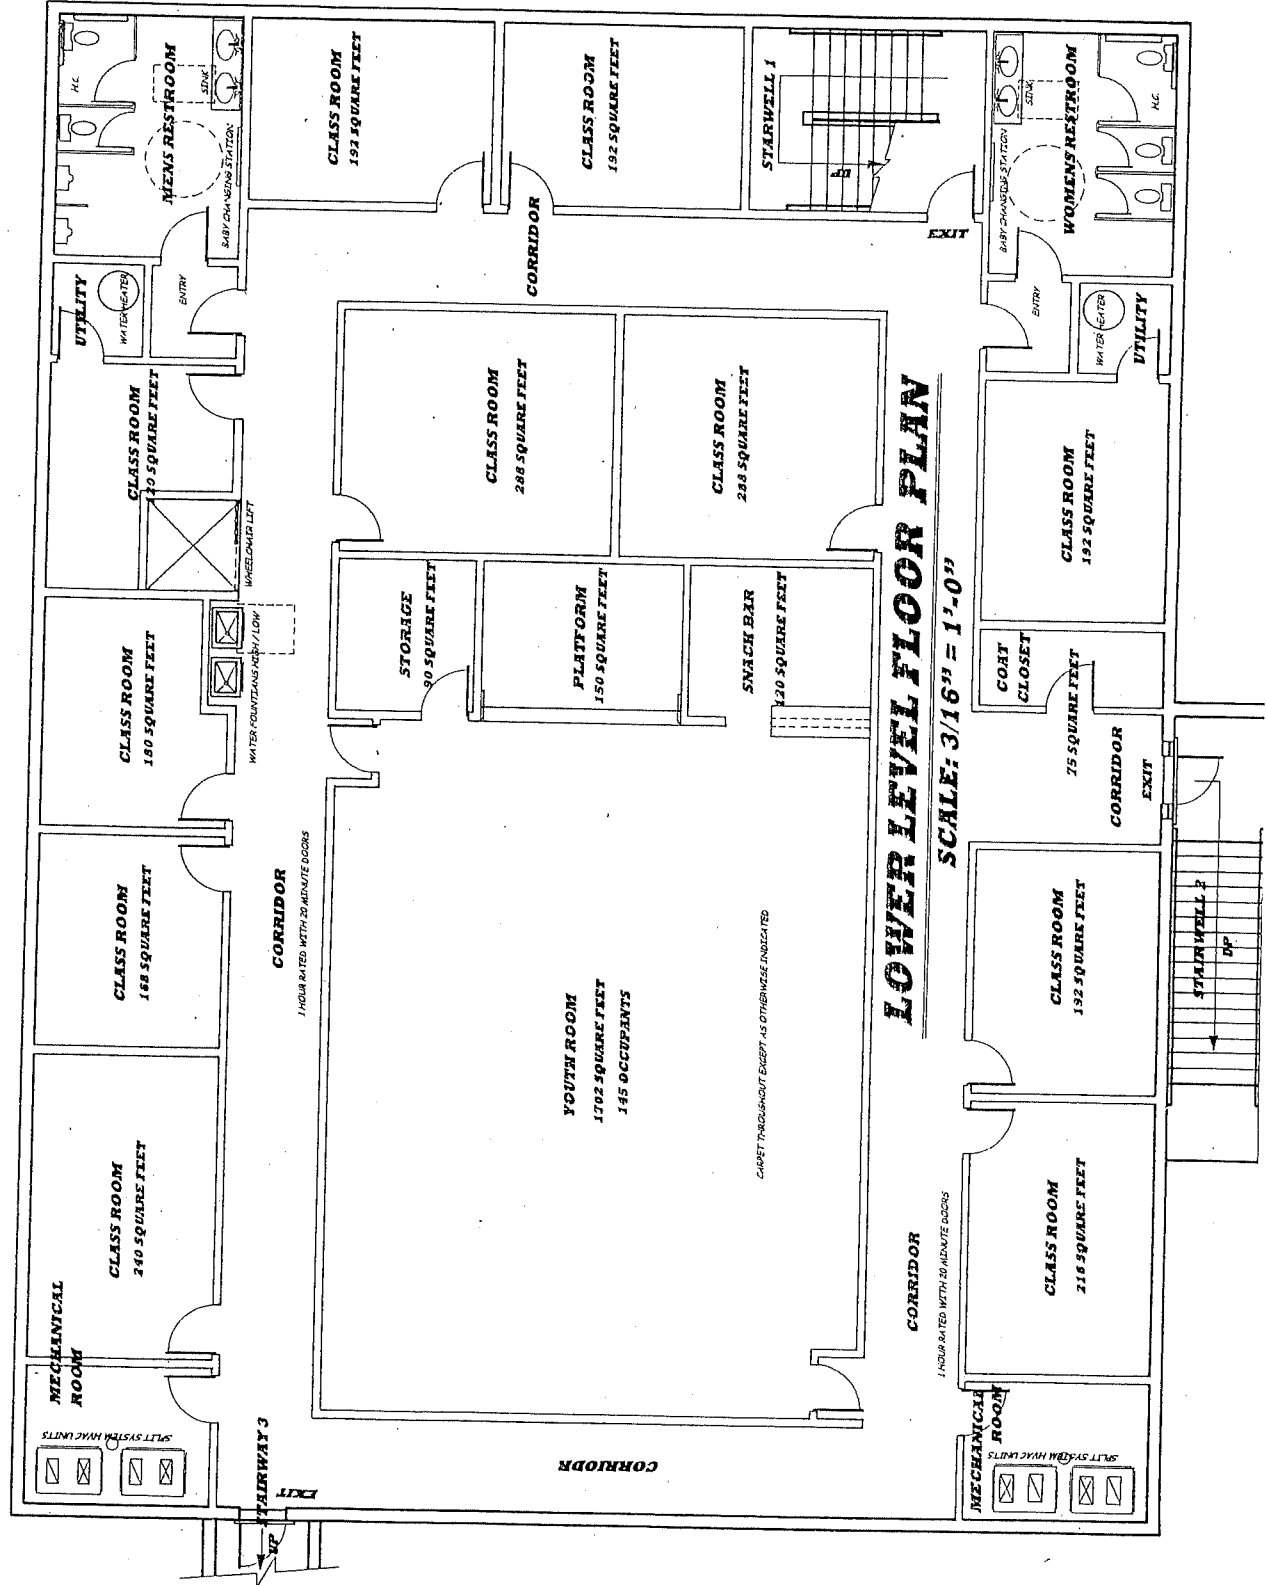 H.C.
MENS RESTROOM
SINK
BABY CHANGING STATION
CLASS ROOM
192 SQUARE FEET
CLASS ROOM
192 SQUARE FEET
STARWELL 1
UP
EXIT
SINK
BABY CHANGING STATION
WOMENS RESTROOM
H.C.
UTILITY
WATER HEATER
ENTRY
CORRIDOR
ENTRY
WATER HEATER
UTILITY
CLASS ROOM
20 SQUARE FEET
WHEELCHAIR LIFT
CLASS ROOM
288 SQUARE FEET
CLASS ROOM
288 SQUARE FEET
LOWER LEVEL FLOOR PLAN
SCALE: 3/16" = 1'-0"
CLASS ROOM
192 SQUARE FEET
CLASS ROOM
180 SQUARE FEET
WATER FOUNTIANS HIGH / LOW
STORAGE
90 SQUARE FEET
PLATFORM
150 SQUARE FEET
SNACK BAR
120 SQUARE FEET
COAT
CLOSET
75 SQUARE FEET
CORRIDOR
EXIT
CLASS ROOM
168 SQUARE FEET
CORRIDOR
1 HOUR RATED WITH 20 MINUTE DOORS
YOUTH ROOM
1702 SQUARE FEET
145 OCCUPANTS
CARPET THROUGHOUT EXCEPT AS OTHERWISE INDICATED
CLASS ROOM
192 SQUARE FEET
STAIRWELL 2
UP
CLASS ROOM
240 SQUARE FEET
CORRIDOR
1 HOUR RATED WITH 20 MINUTE DOORS
CLASS ROOM
216 SQUARE FEET
MECHANICAL
ROOM
SPLIT SYSTEM HVAC UNITS
STAIRWAY 3
EXIT
UP
CORRIODR
MECHANICAL
ROOM
SPLIT SYSTEM HVAC UNITS